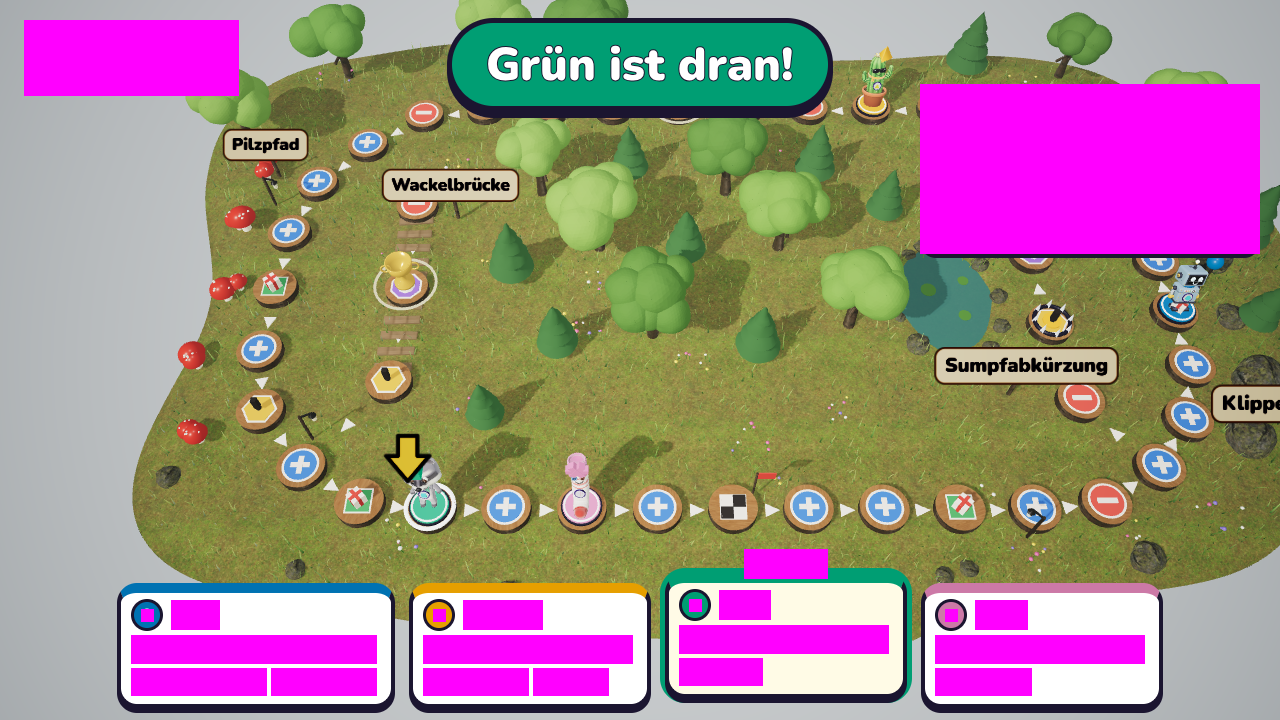 Grün ist dran!
Pilzpfad
Wackelbrücke
Sumpfabkürzung
Klippe